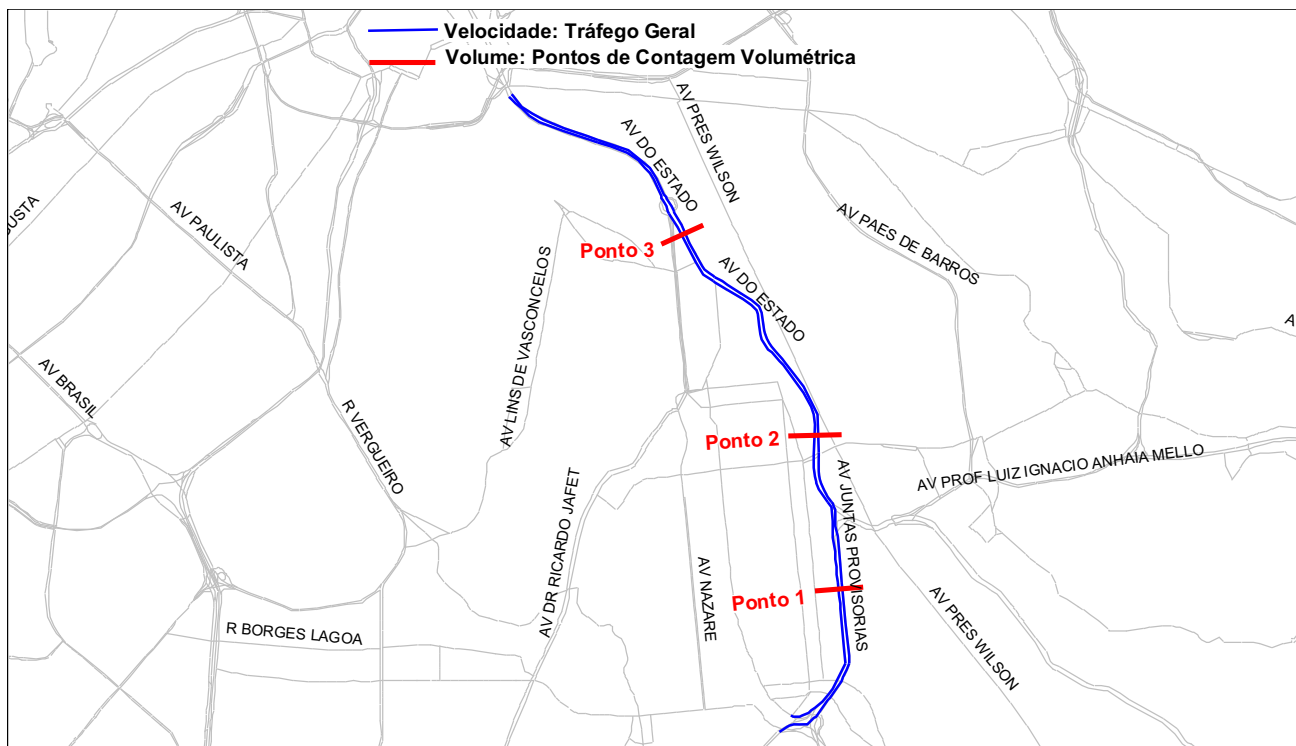 Velocidade: Tráfego Geral
Volume: Pontos de Contagem Volumétrica
AV PRES WILSON
AV DO ESTADO
USTA
AV PAULISTA
AV PAES DE BARROS
Ponto 3
AV DO ESTADO
AV LINS DE VASCONCELOS
A
AV BRASIL
R VERGUEIRO
Ponto 2
AV PROF LUIZ IGNACIO ANHAIA MELLO
AV JUNTAS PROVISORIAS
AV DR RICARDO JAFET
AV NAZARE
Ponto 1
AV PRES WILSON
R BORGES LAGOA